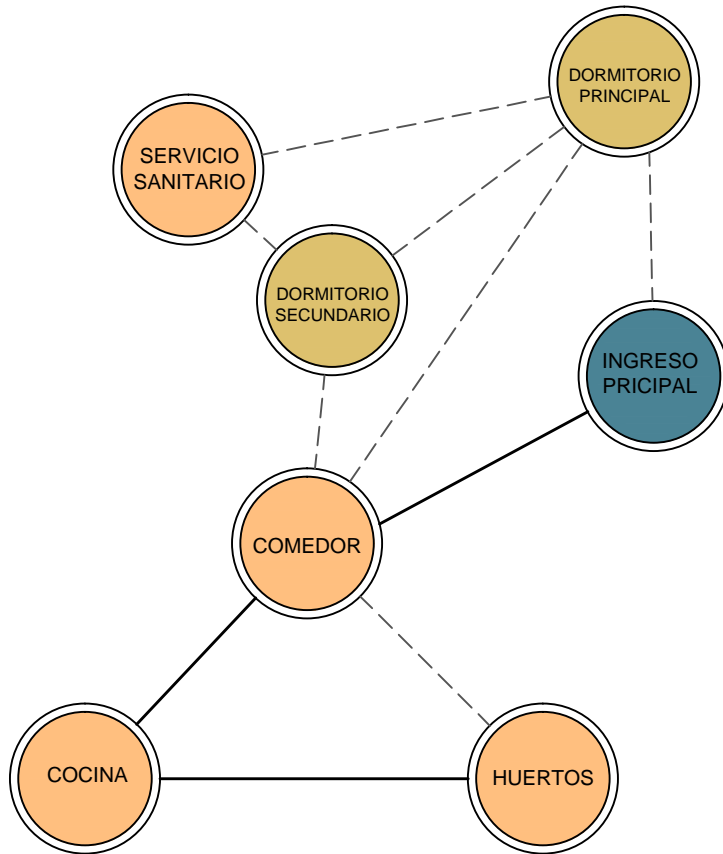 DORMITORIO
PRINCIPAL
SERVICIO
SANITARIO
DORMITORIO
SECUNDARIO
INGRESO
PRICIPAL
COMEDOR
COCINA
HUERTOS